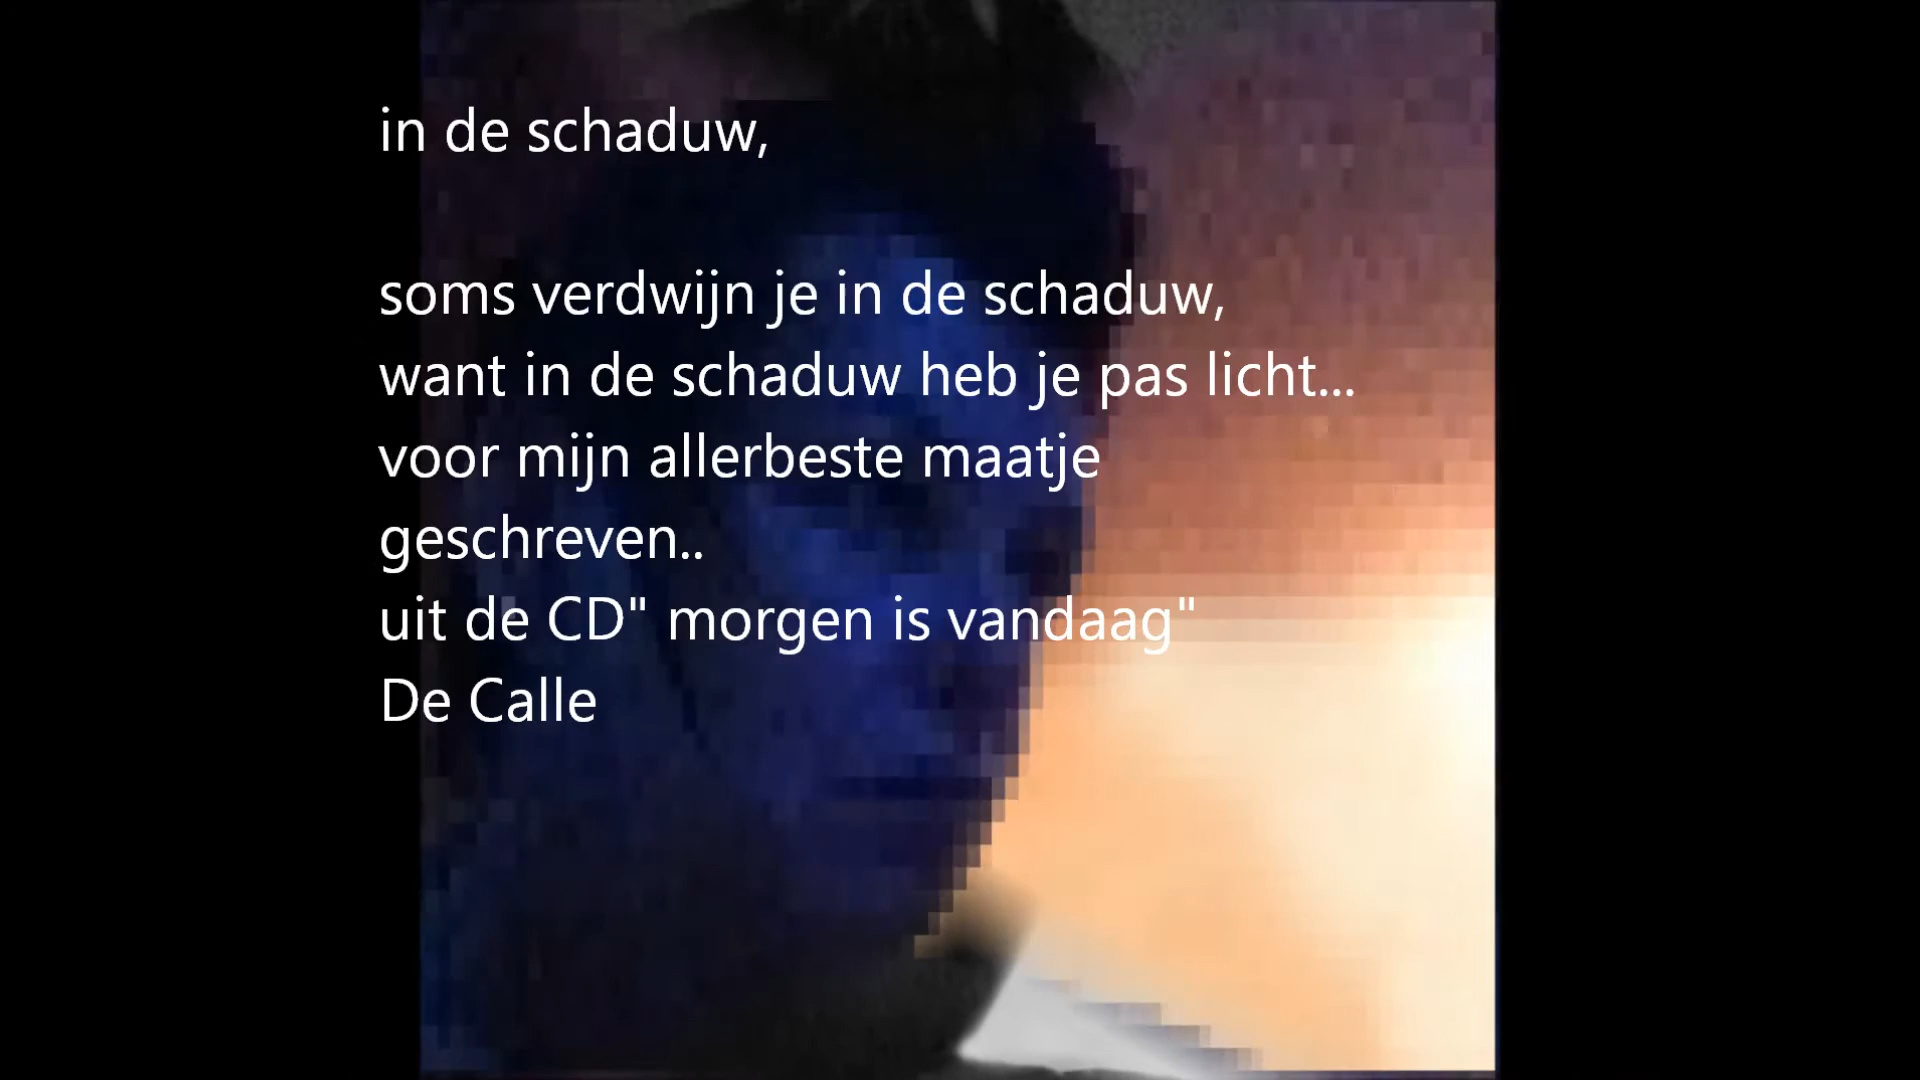 in de schaduw,
soms verdwijn je in de schaduw,
want in de schaduw heb je pas licht...
voor mijn allerbeste maatje
geschreven..
uit de CD" morgen is vandaag"
De Calle